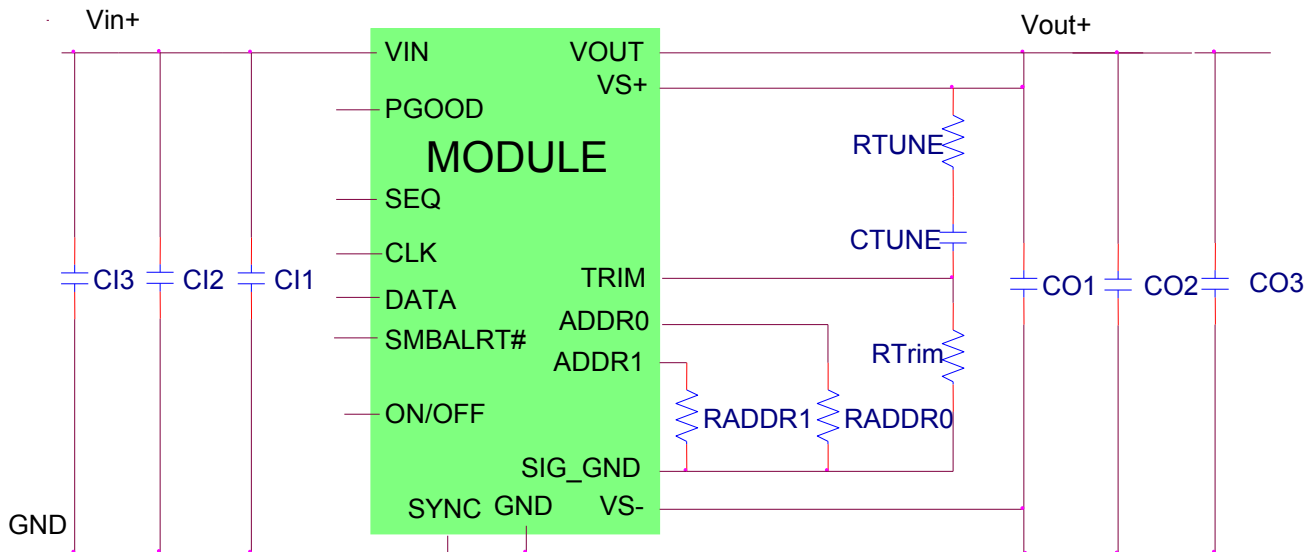 Vin+
Vout+
VIN
VOUT
VS+
PGOOD
RTUNE
MODULE
SEQ
CTUNE
CLK
TRIM
CI3
CI2
CI1
CO1
CO2
CO3
DATA
ADDR0
SMBALRT#
RTrim
ADDR1
ON/OFF
RADDR1
RADDR0
SIG_GND
SYNC
GND
VS-
GND